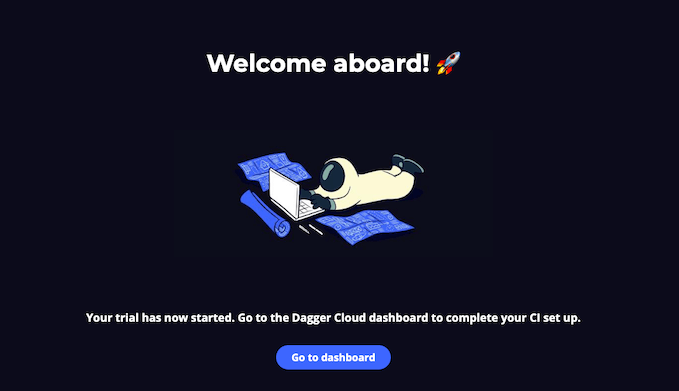 Welcome aboard! 🚀
Your trial has now started. Go to the Dagger Cloud dashboard to complete your CI set up.
Go to dashboard